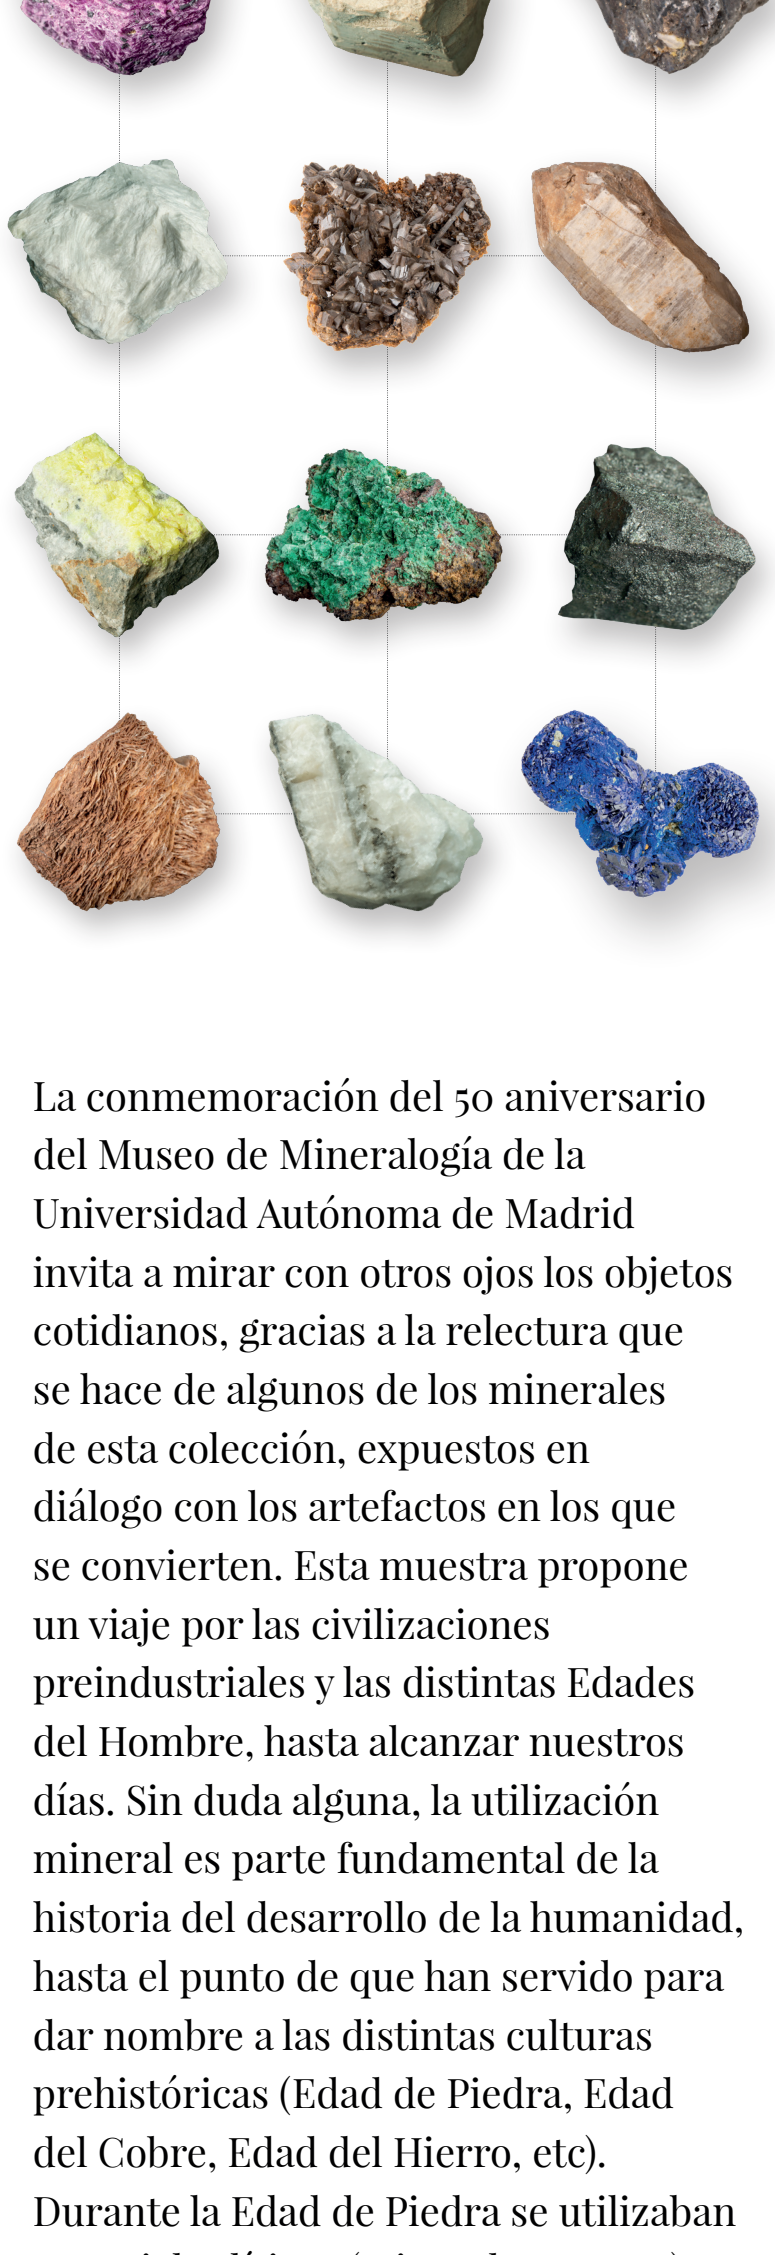 La conmemoración del 50 aniversario
del Museo de Mineralogía de la
Universidad Autónoma de Madrid
invita a mirar con otros ojos los objetos
cotidianos, gracias a la relectura que
se hace de algunos de los minerales
de esta colección, expuestos en
diálogo con los artefactos en los que
se convierten. Esta muestra propone
un viaje por las civilizaciones
preindustriales y las distintas Edades
del Hombre, hasta alcanzar nuestros
días. Sin duda alguna, la utilización
mineral es parte fundamental de la
historia del desarrollo de la humanidad,
hasta el punto de que han servido para
dar nombre a las distintas culturas
prehistóricas (Edad de Piedra, Edad
del Cobre, Edad del Hierro, etc).
Durante la Edad de Piedra se utilizaban